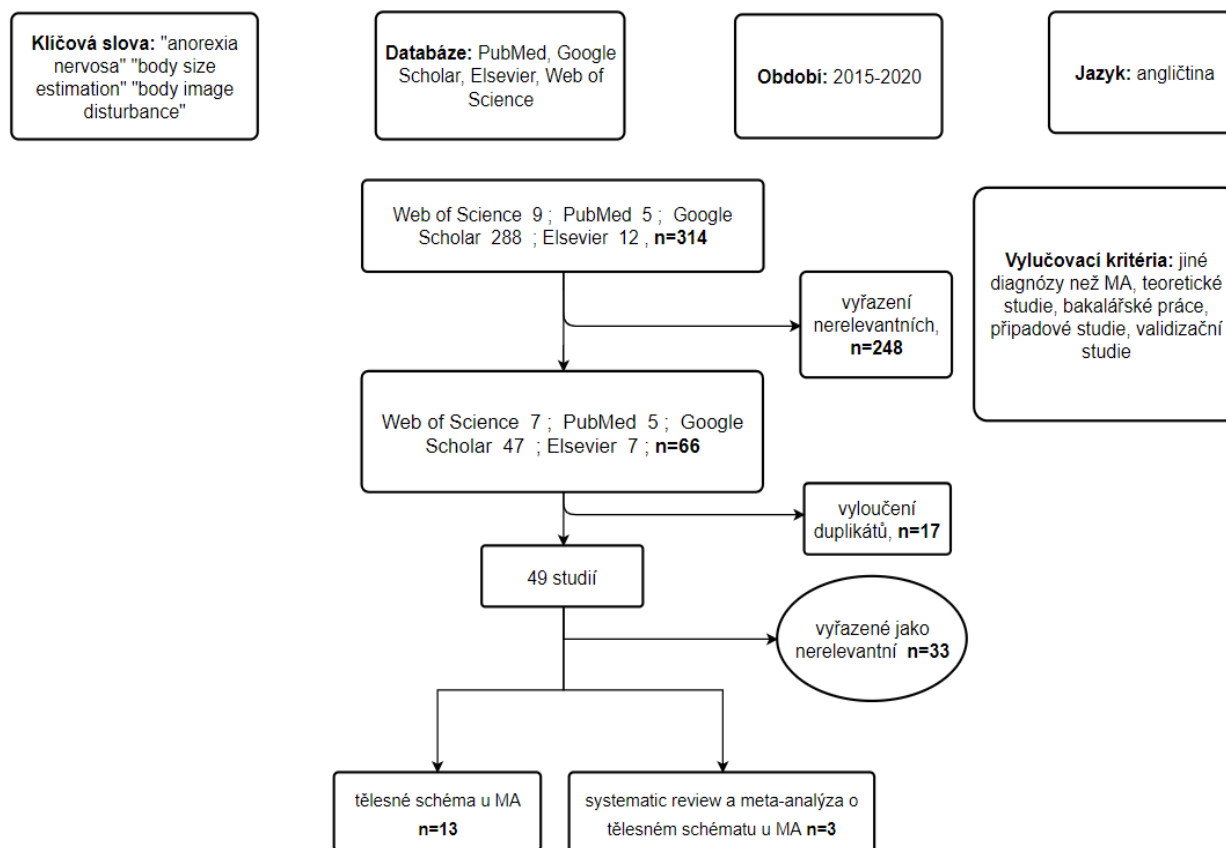 Klíčová slova: "anorexia
nervosa" "body size
estimation" "body image
disturbance"
Databáze: PubMed, Google
Scholar, Elsevier, Web of
Science
Období: 2015-2020
Jazyk: angličtina
Web of Science 9 ; PubMed 5 ; Google
Scholar 288 ; Elsevier 12 , n=314
Vylučovací kritéria: jiné
diagnózy než MA, teoretické
studie, bakalářské práce,
připadové studie, validizační
studie
vyřazení
nerelevantních,
n=248
Web of Science 7 ; PubMed 5 ; Google
Scholar 47 ; Elsevier 7 ; n=66
vyloučení
duplikátů, n=17
49 studií
vyřazené jako
nerelevantní n=33
tělesné schéma u MA
n=13
systematic review a meta-analýza o
tělesném schématu u MA n=3